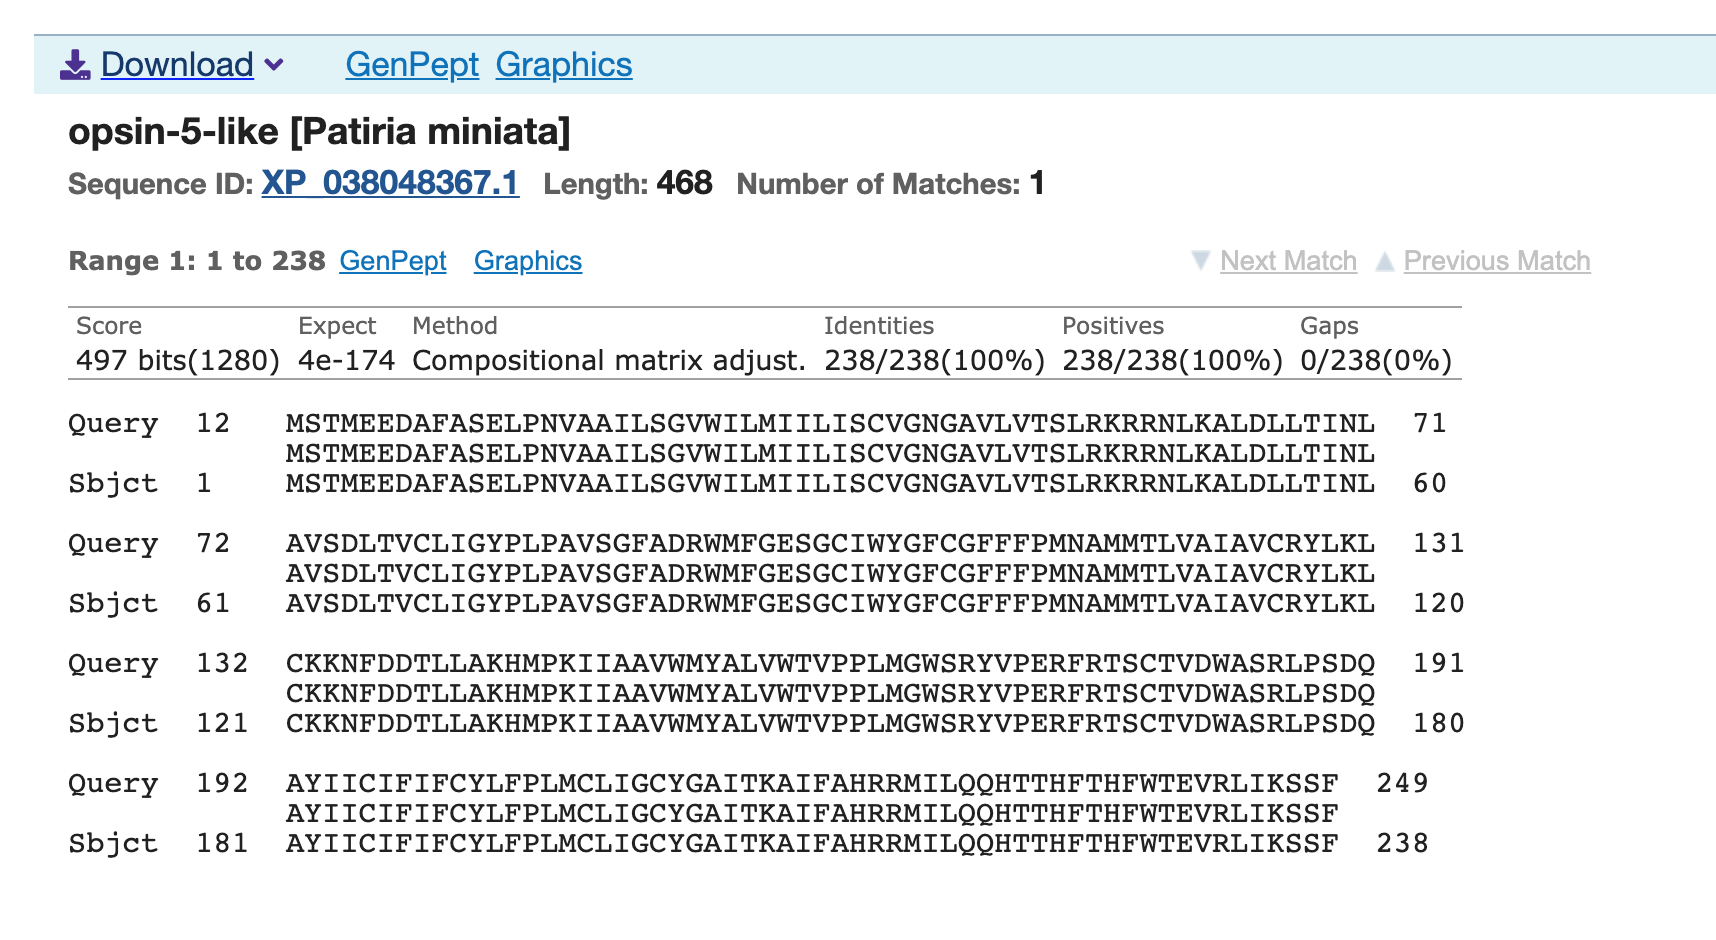 Download GenPept Graphics
opsin-5-like [Patiria miniata]
Sequence ID: XP_038048367.1 Length: 468 Number of Matches: 1
Range 1: 1 to 238 GenPept Graphics Next Match Previous Match
Score Expect Method Identities Positives Gaps
497 bits(1280) 4e-174 Compositional matrix adjust. 238/238(100%) 238/238(100%) 0/238(0%)
Query 12 MSTMEEDAFASELPNVAAILSGVWILMIILISCVGNGAVLVTSLRKRRNLKALDLLTINL 71
MSTMEEDAFASELPNVAAILSGVWILMIILISCVGNGAVLVTSLRKRRNLKALDLLTINL
Sbjct 1 MSTMEEDAFASELPNVAAILSGVWILMIILISCVGNGAVLVTSLRKRRNLKALDLLTINL 60
Query 72 AVSDLTVCLIGYPLPAVSGFADRWMFGESGCIWYGFCGFFFPMNAMMTLVAIAVCRYLKL 131
AVSDLTVCLIGYPLPAVSGFADRWMFGESGCIWYGFCGFFFPMNAMMTLVAIAVCRYLKL
Sbjct 61 AVSDLTVCLIGYPLPAVSGFADRWMFGESGCIWYGFCGFFFPMNAMMTLVAIAVCRYLKL 120
Query 132 CKKNFDDTLLAKHMPKIIAAVWMYALVWTVPPLMGWSRYVPERFRTSCTVDWASRLPSDQ 191
CKKNFDDTLLAKHMPKIIAAVWMYALVWTVPPLMGWSRYVPERFRTSCTVDWASRLPSDQ
Sbjct 121 CKKNFDDTLLAKHMPKIIAAVWMYALVWTVPPLMGWSRYVPERFRTSCTVDWASRLPSDQ 180
Query 192 AYIICIFIFCYLFPLMCLIGCYGAITKAIFAHRRMILQQHTTHFTHFWTEVRLIKSSF 249
AYIICIFIFCYLFPLMCLIGCYGAITKAIFAHRRMILQQHTTHFTHFWTEVRLIKSSF
Sbjct 181 AYIICIFIFCYLFPLMCLIGCYGAITKAIFAHRRMILQQHTTHFTHFWTEVRLIKSSF 238